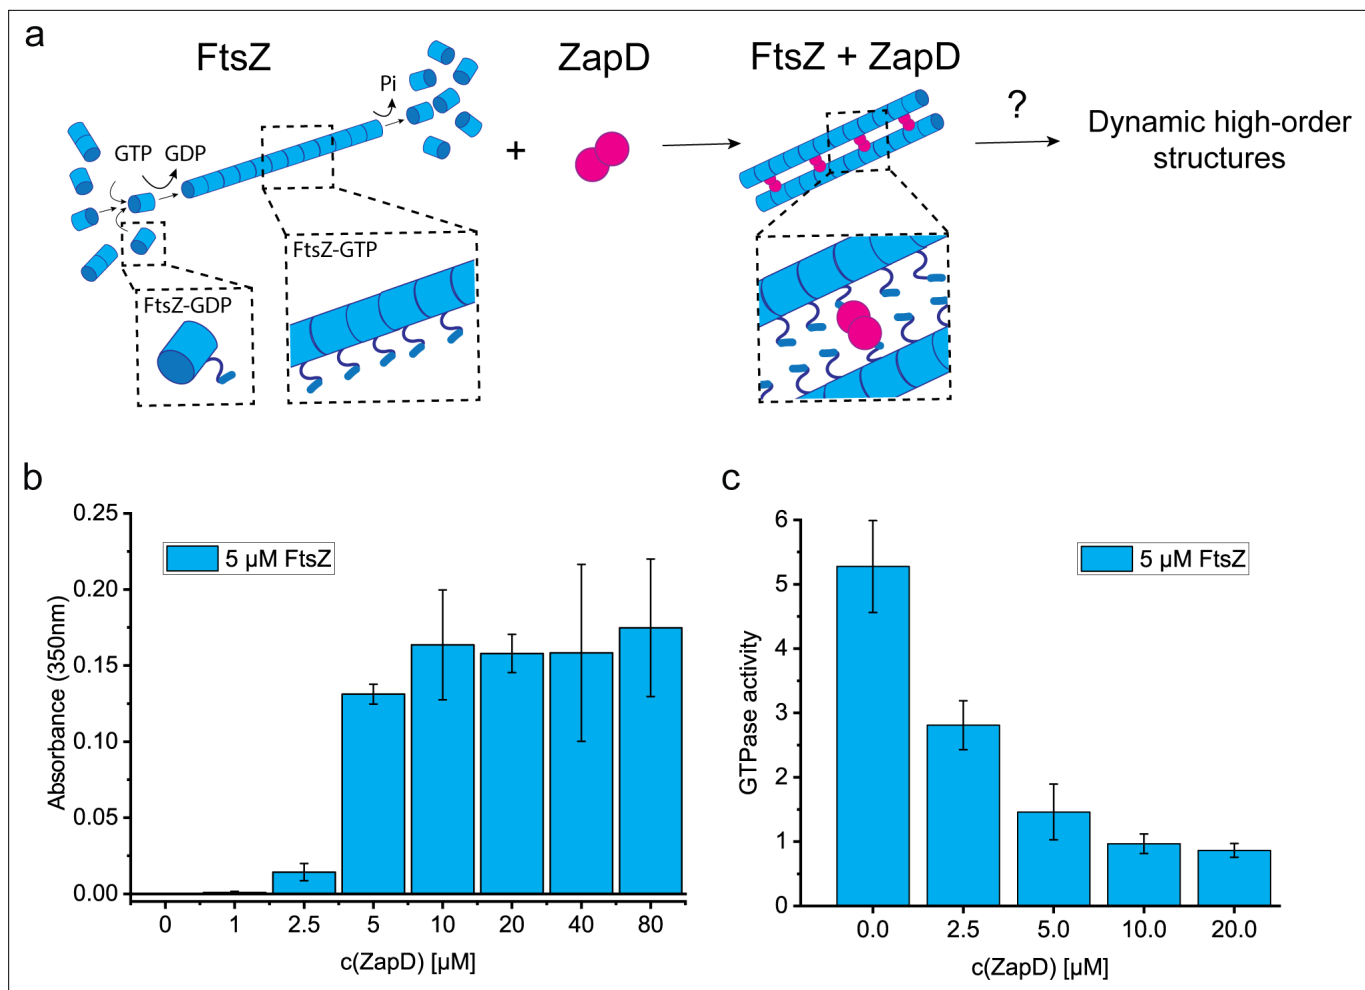 a
FtsZ
ZapD
FtsZ + ZapD
Pi
+
?
Dynamic high-order
structures
GTP GDP
FtsZ-GTP
FtsZ-GDP
b
Absorbance (350nm)
0.25
0.20
0.15
0.10
0.05
0.00
5 µM FtsZ
0 1 2.5 5 10 20 40 80
c(ZapD) [µM]
c
GTPase activity
6
5
4
3
2
1
0
5 µM FtsZ
0.0 2.5 5.0 10.0 20.0
c(ZapD) [µM]